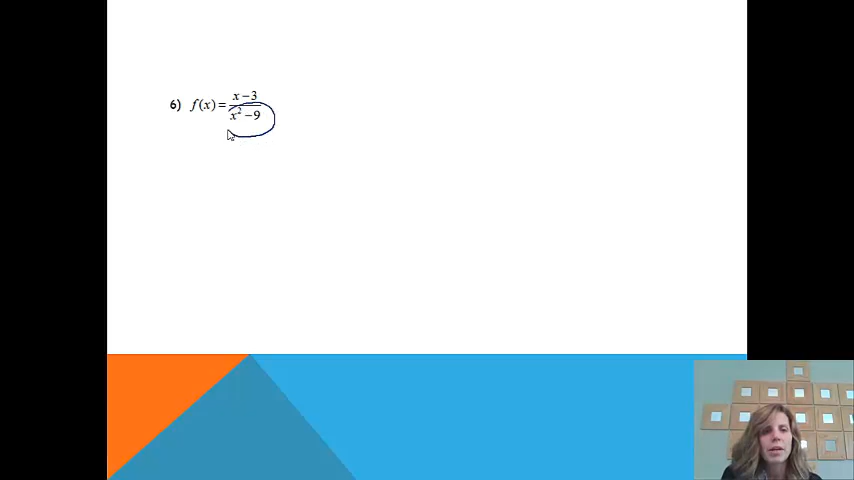 6) f(x) = x − 3
x² − 9